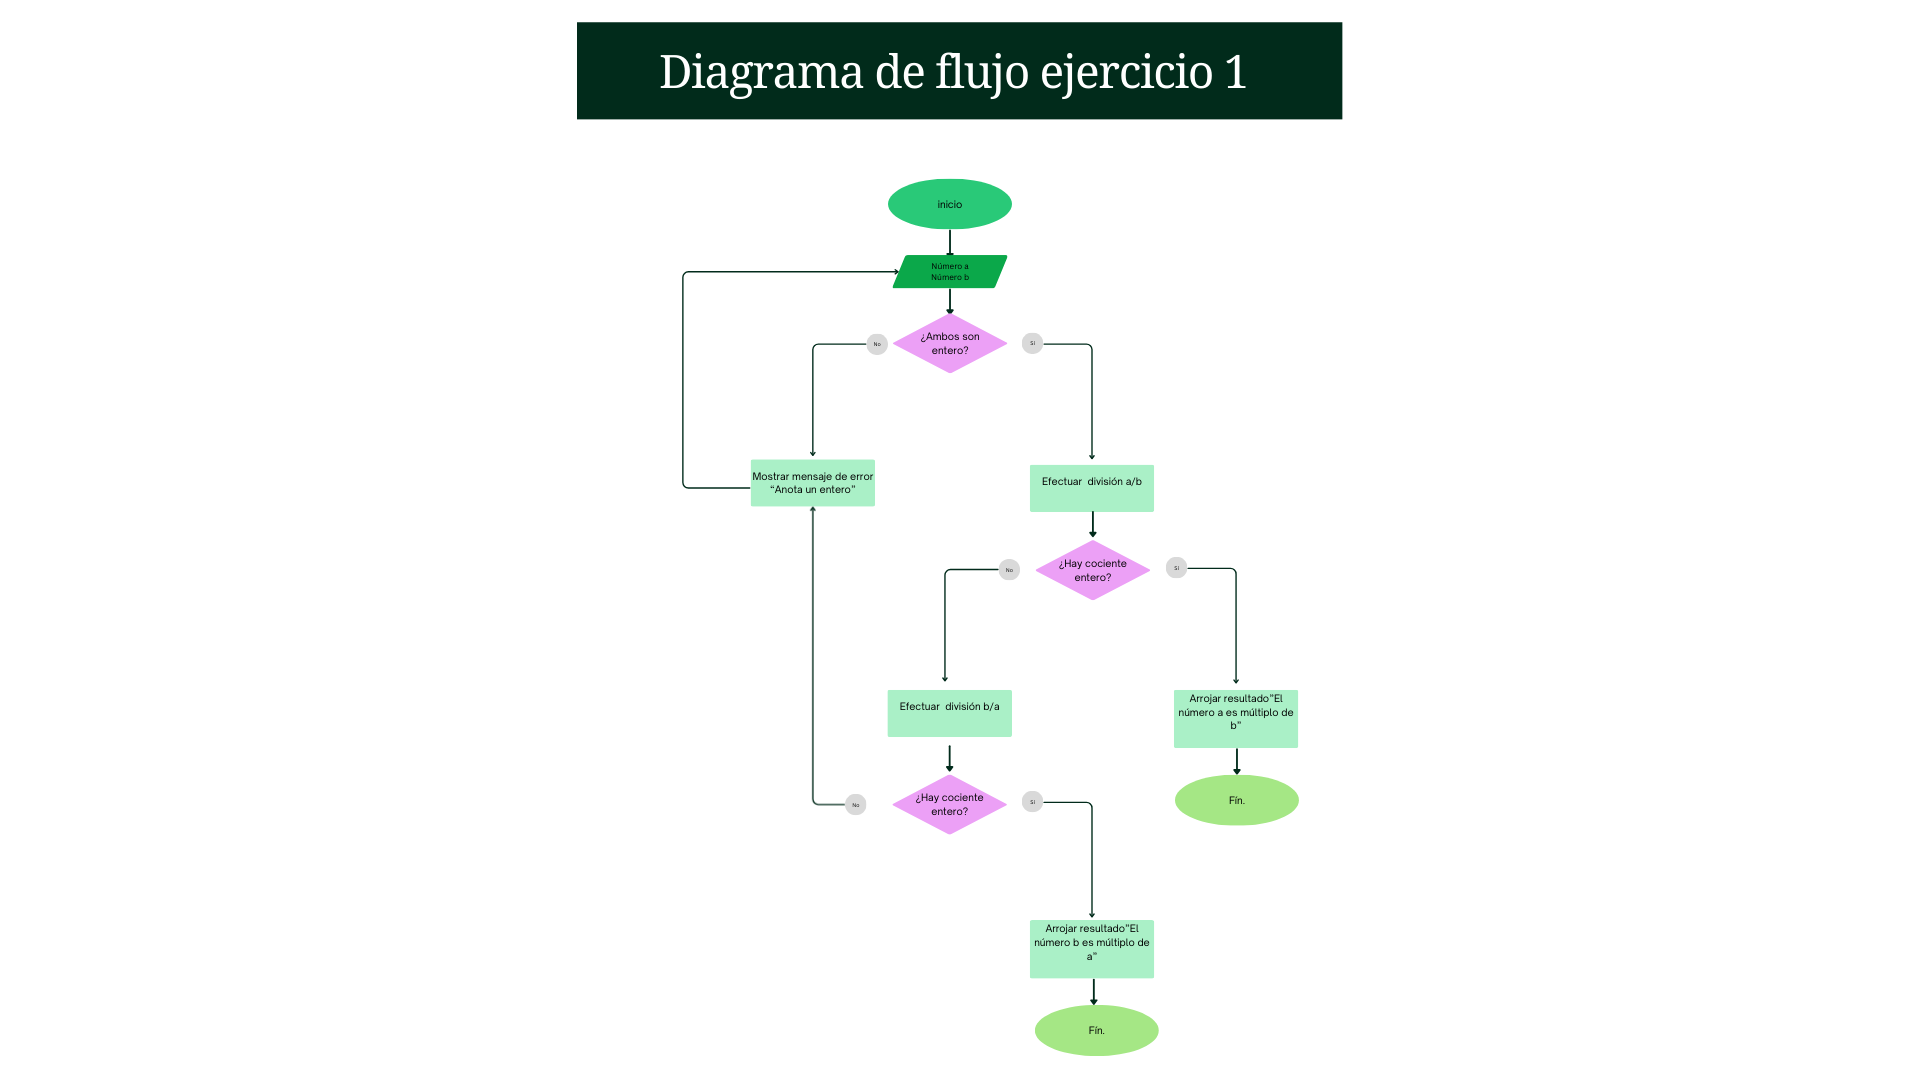 Diagrama de flujo ejercicio 1
inicio
Número a
Número b
¿Ambos son
entero?
No
Si
Mostrar mensaje de error
“Anota un entero”
Efectuar  división a/b
¿Hay cociente
entero?
No
Si
Efectuar  división b/a
Arrojar resultado”El
número a es múltiplo de
b”
¿Hay cociente
entero?
No
Si
Fín.
Arrojar resultado”El
número b es múltiplo de
a”
Fín.